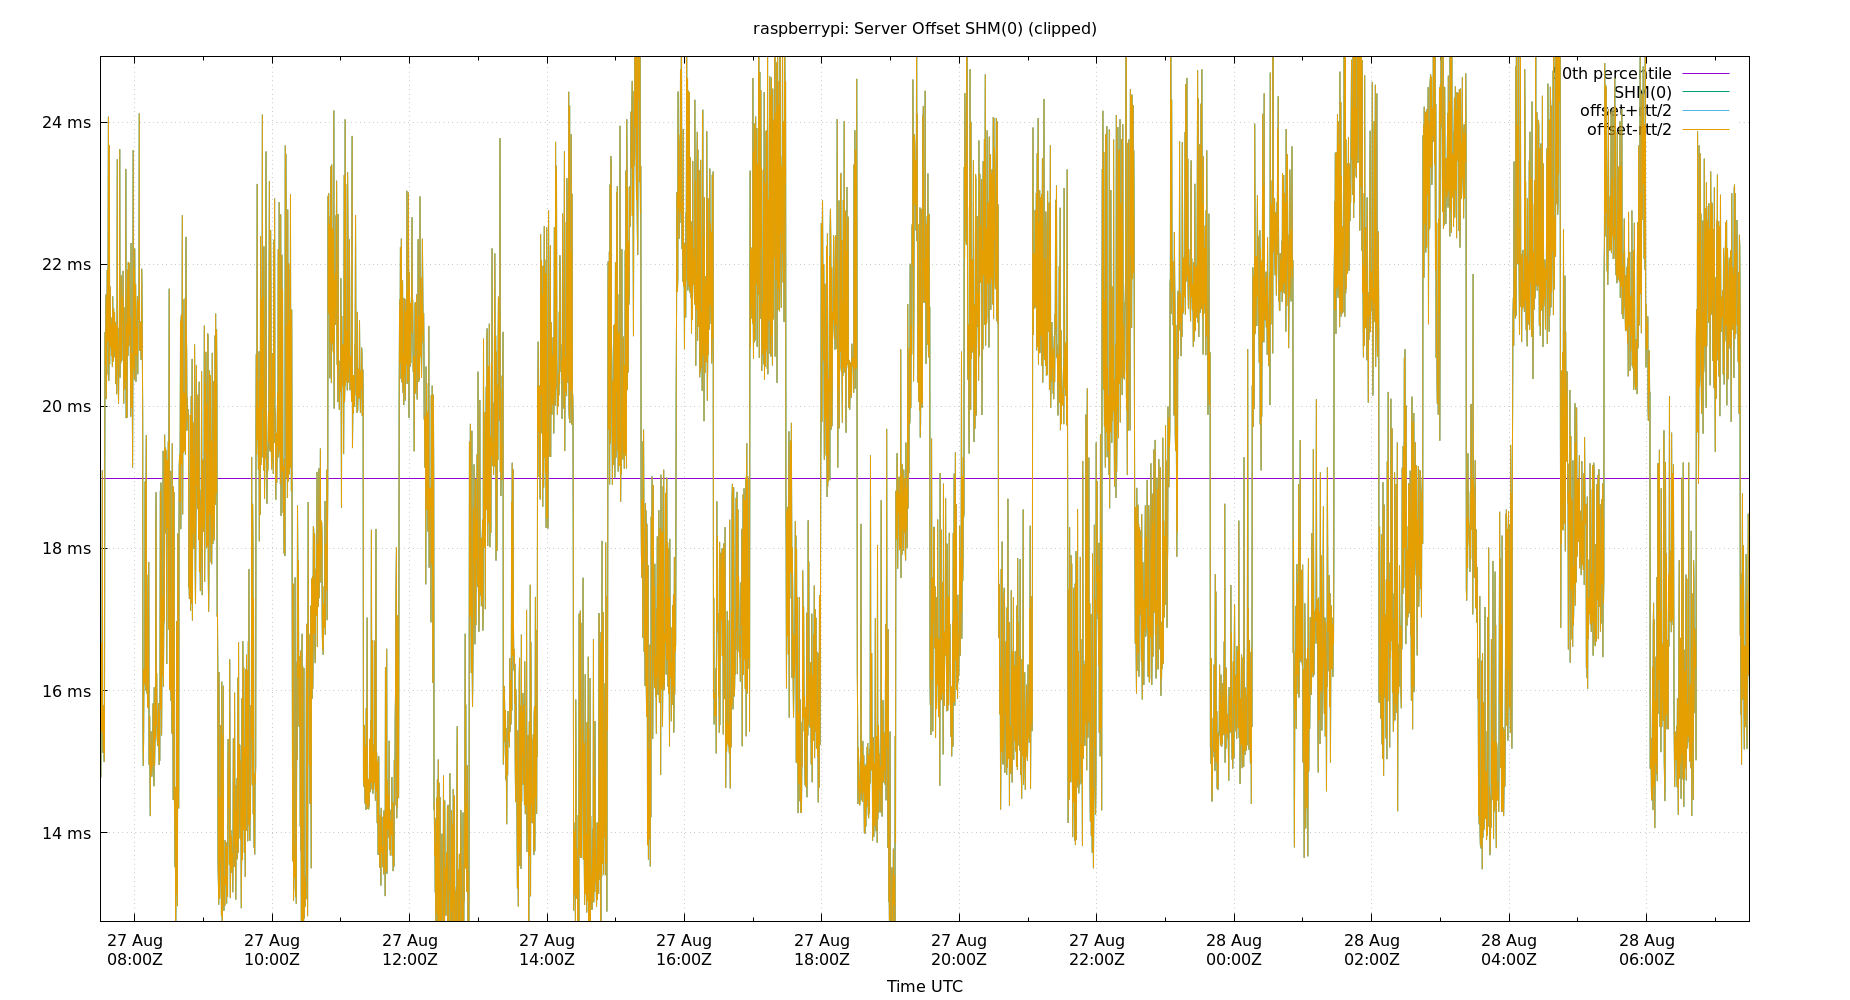 raspberrypi: Server Offset SHM(0) (clipped)
50th percentile
SHM(0)
offset+rtt/2
offset-rtt/2
24 ms
22 ms
20 ms
18 ms
16 ms
14 ms
27 Aug 27 Aug 27 Aug 27 Aug 27 Aug 27 Aug 27 Aug 27 Aug 28 Aug 28 Aug 28 Aug 28 Aug
08:00Z 10:00Z 12:00Z 14:00Z 16:00Z 18:00Z 20:00Z 22:00Z 00:00Z 02:00Z 04:00Z 06:00Z
Time UTC